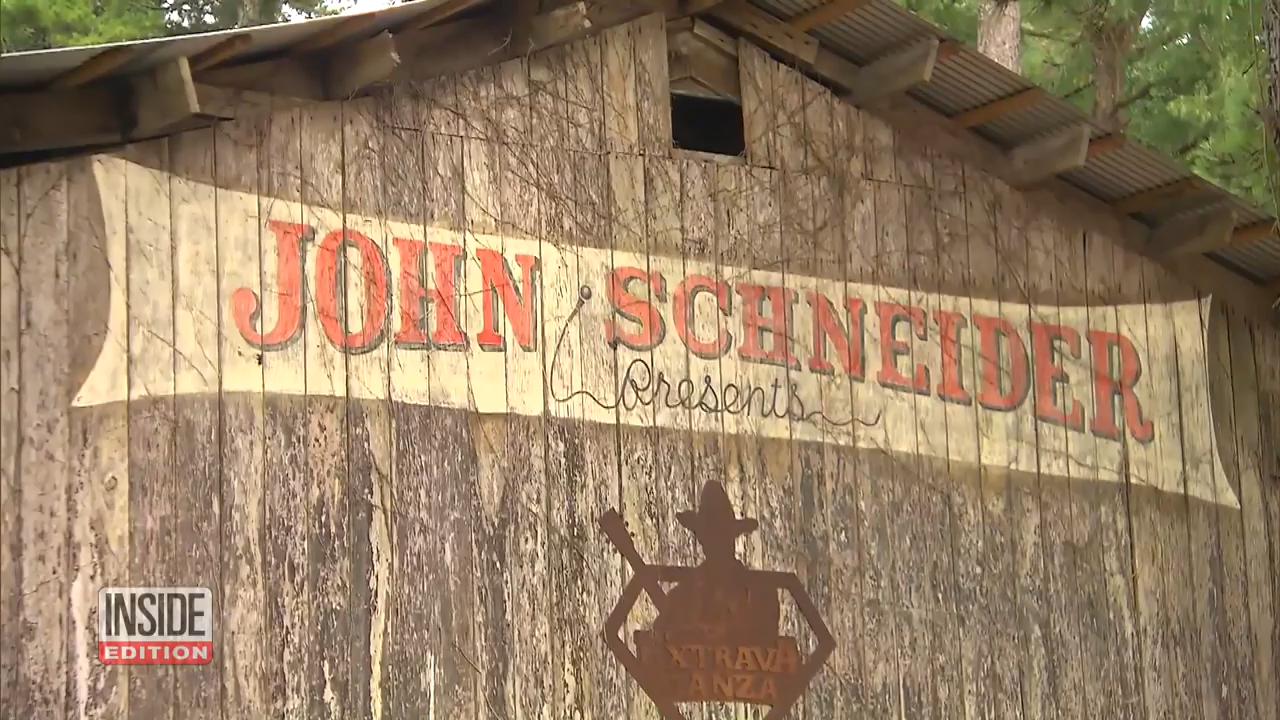 JOHN SCHNEIDER
Presents
EXTRAVA
GANZA
INSIDE
EDITION